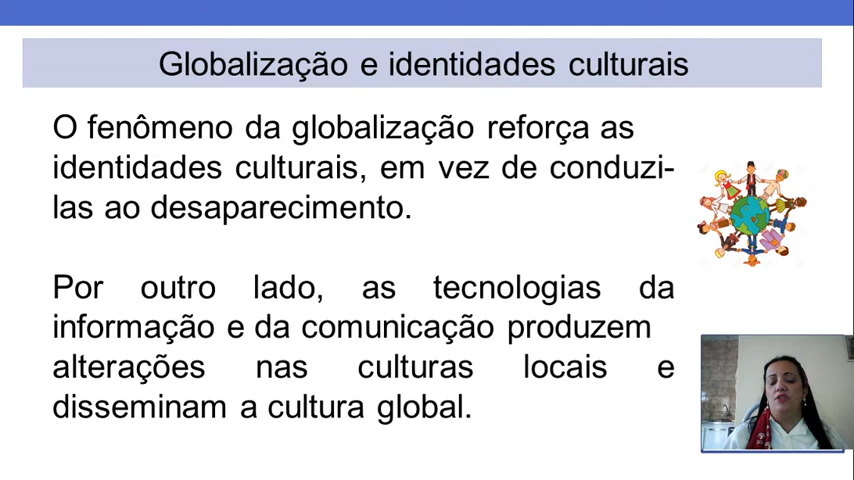 Globalização e identidades culturais
O fenômeno da globalização reforça as
identidades culturais, em vez de conduzi-
las ao desaparecimento.
Por outro lado, as tecnologias da
informação e da comunicação produzem
alterações nas culturas locais e
disseminam a cultura global.